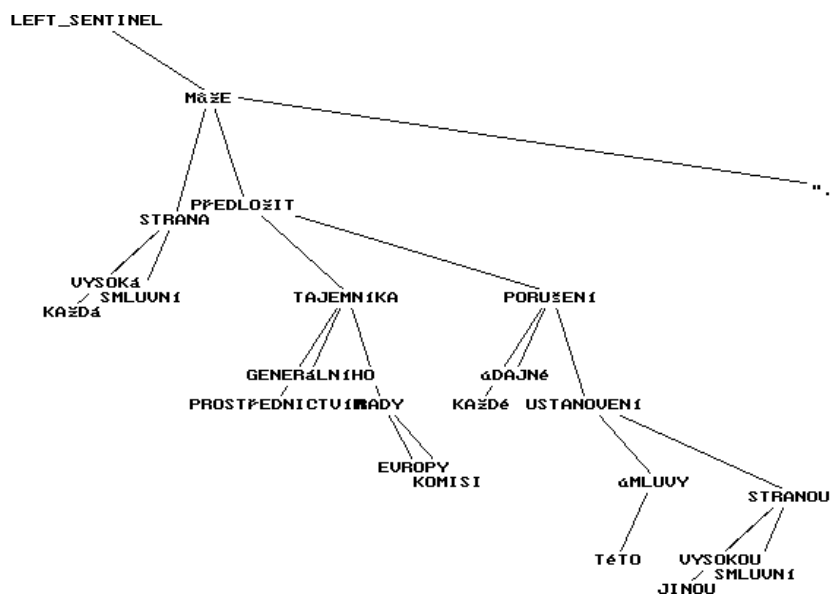 LEFT_SENTINEL
MůžE
".
PřEDLOžIT
STRANA
VYSOKá
SMLUVNí
KAžDá
TAJEMNíKA
PORUšENí
GENERáLNíHO
úDAJNé
PROSTřEDNICTVíM RADY
KAžDé
USTANOVENí
EVROPY
KOMISI
úMLUVY
STRANOU
TéTO
VYSOKOU
SMLUVNí
JINOU